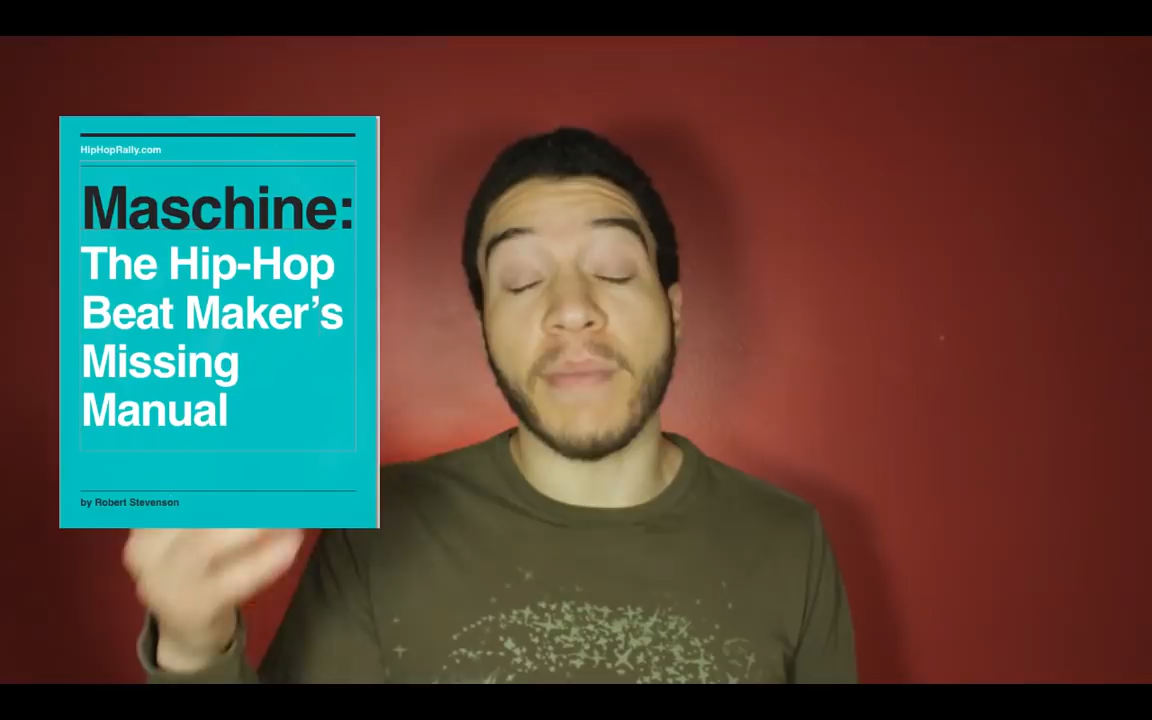 HipHopRally.com
Maschine:
The Hip-Hop
Beat Maker's
Missing
Manual
by Robert Stevenson